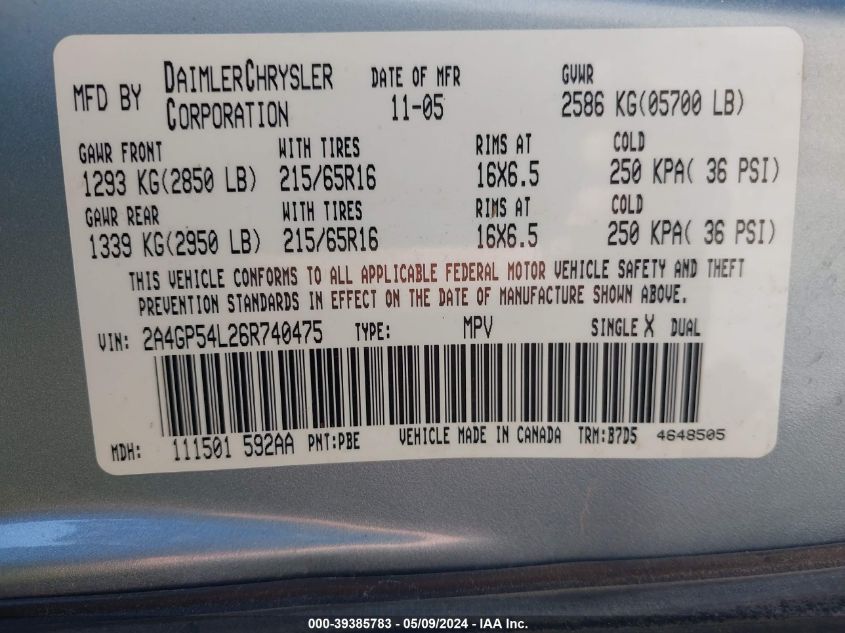 MFD BY DAIMLERCHRYSLER CORPORATION DATE OF MFR 11-05 GVWR 2586 KG(05700 LB)
GAWR FRONT WITH TIRES RIMS AT COLD
1293 KG(2850 LB) 215/65R16 16X6.5 250 KPA( 36 PSI)
GAWR REAR WITH TIRES RIMS AT COLD
1339 KG(2950 LB) 215/65R16 16X6.5 250 KPA( 36 PSI)
THIS VEHICLE CONFORMS TO ALL APPLICABLE FEDERAL MOTOR VEHICLE SAFETY AND THEFT
PREVENTION STANDARDS IN EFFECT ON THE DATE OF MANUFACTURE SHOWN ABOVE.
VIN: 2A4GP54L26R740475 TYPE: MPV SINGLE X DUAL
MDH: 111501 592AA PNT:PBE VEHICLE MADE IN CANADA TRM:B7D5 4648505
000-39385783 - 05/09/2024 - IAA Inc.